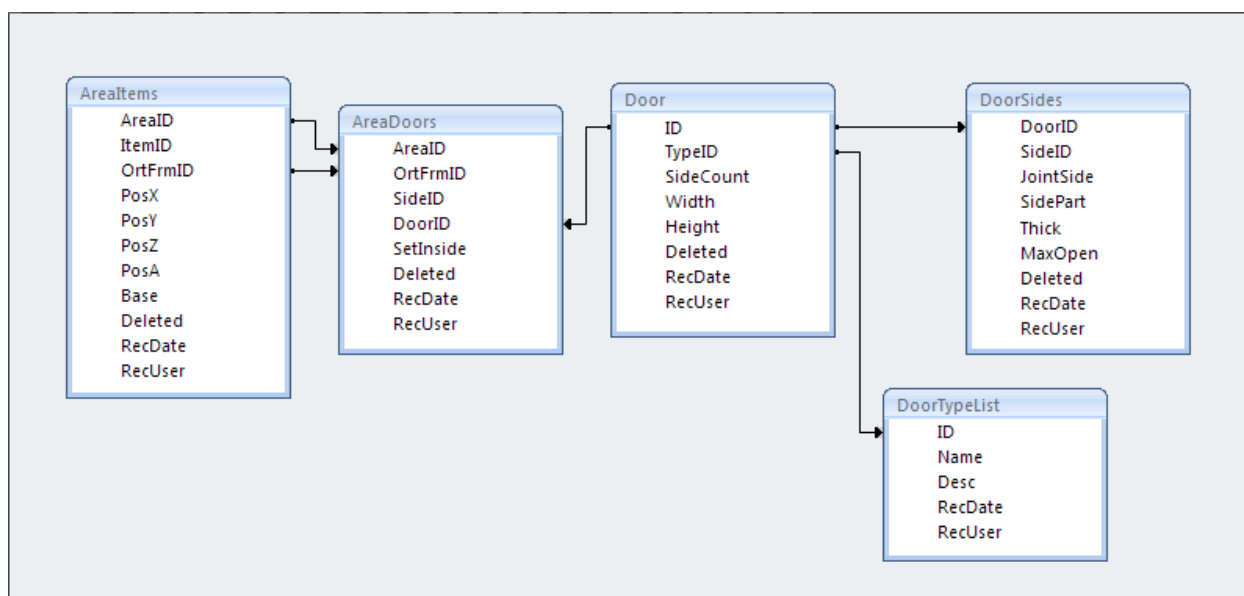 AreaItems
AreaID
ItemID
OrtFrmID
PosX
PosY
PosZ
PosA
Base
Deleted
RecDate
RecUser
AreaDoors
AreaID
OrtFrmID
SideID
DoorID
SetInside
Deleted
RecDate
RecUser
Door
ID
TypeID
SideCount
Width
Height
Deleted
RecDate
RecUser
DoorSides
DoorID
SideID
JointSide
SidePart
Thick
MaxOpen
Deleted
RecDate
RecUser
DoorTypeList
ID
Name
Desc
RecDate
RecUser